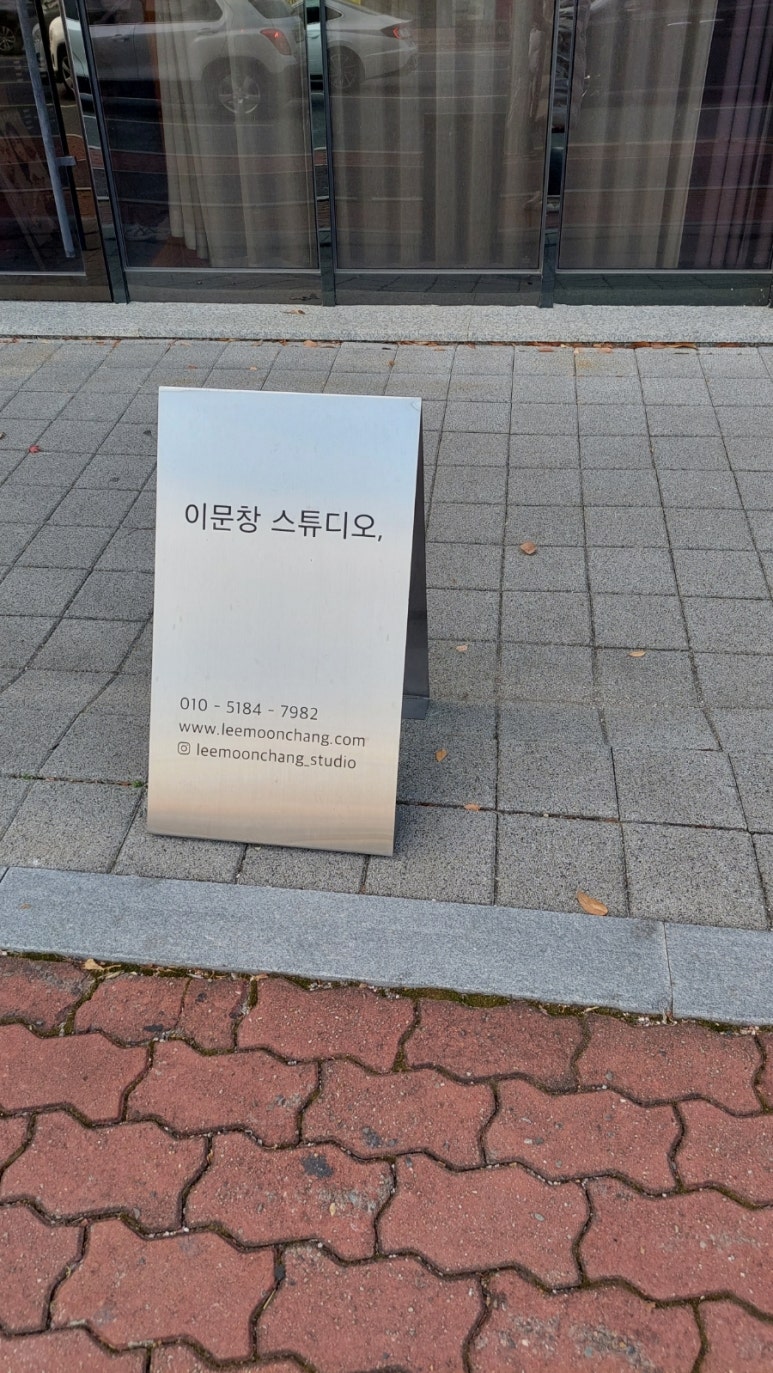 이문창 스튜디오,
010 - 5184 - 7982
www.leemoonchang.com
leemoonchang_studio